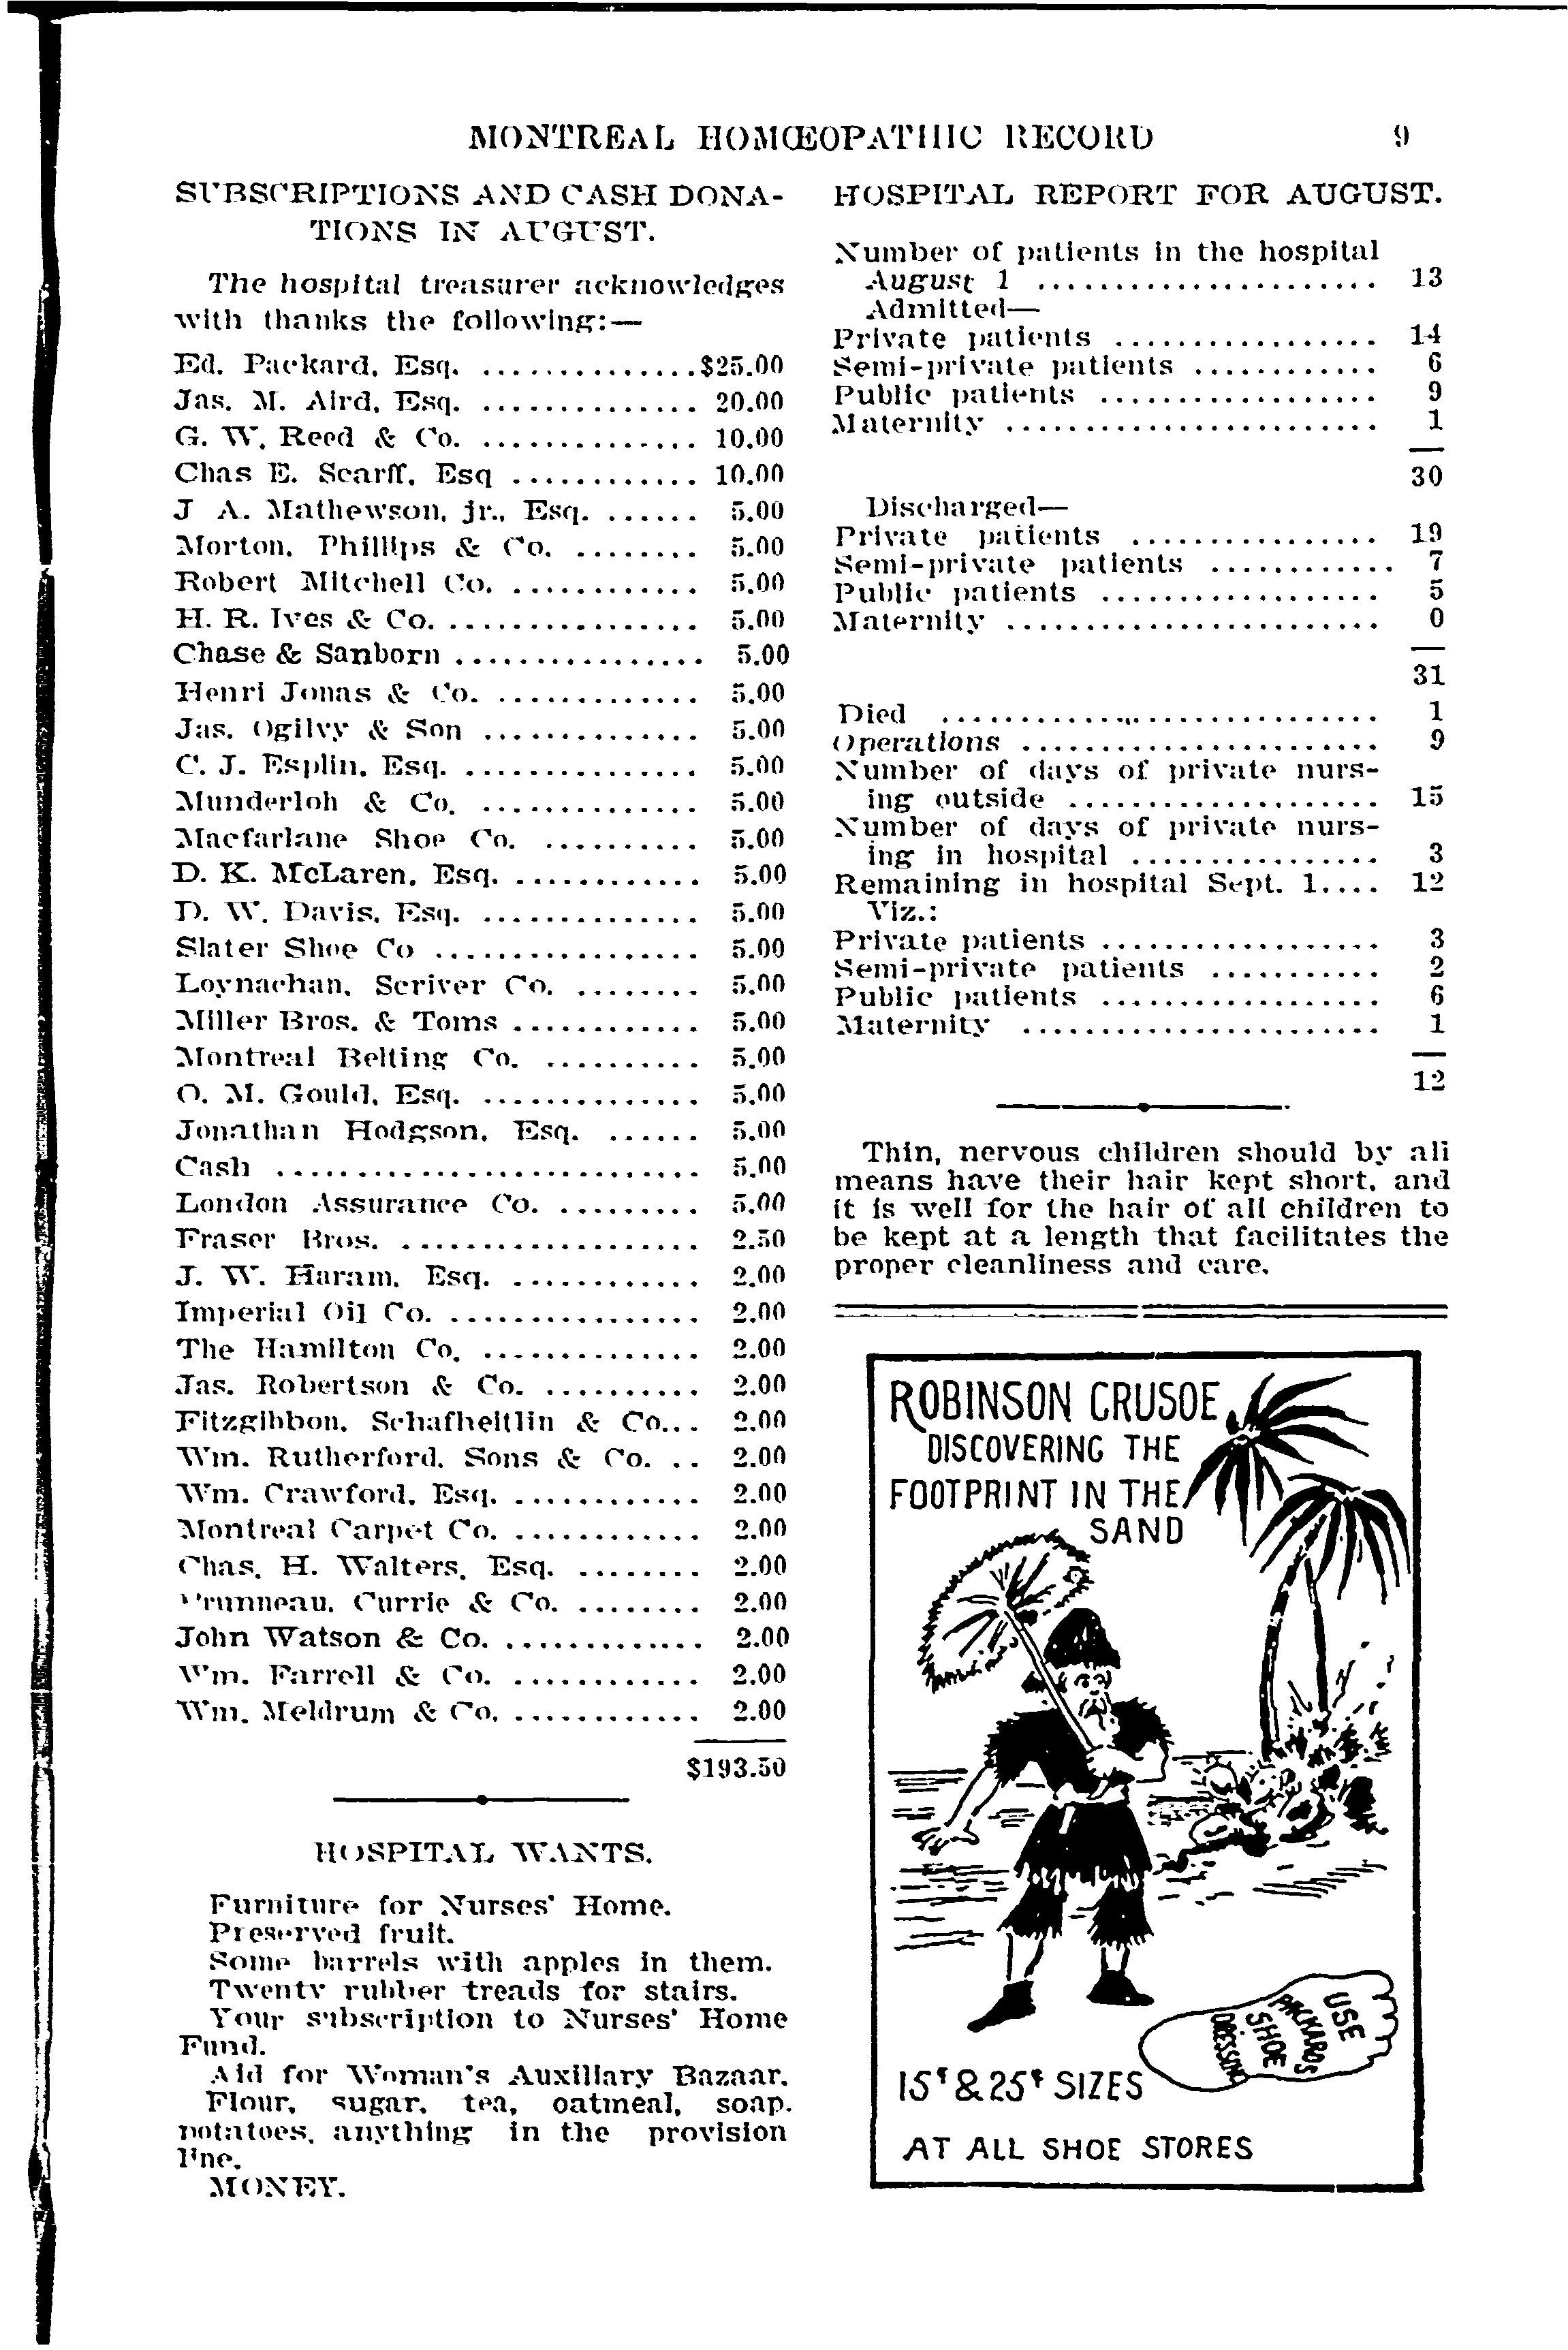 MONTREAL HOMŒOPATHIC RECORD 9
SUBSCRIPTIONS AND CASH DONA-
TIONS IN AUGUST.
The hospital treasurer acknowledges
with thanks the following:—
Ed. Packard, Esq. .............. $25.00
Jas. M. Aird, Esq. .............. 20.00
G. W. Reed & Co. .............. 10.00
Chas E. Scarff, Esq ............ 10.00
J A. Mathewson, jr., Esq. ...... 5.00
Morton, Phillips & Co. ........ 5.00
Robert Mitchell Co. ............ 5.00
H. R. Ives & Co. ................ 5.00
Chase & Sanborn ................ 5.00
Henri Jonas & Co. ............. 5.00
Jas. Ogilvy & Son .............. 5.00
C. J. Esplin, Esq. ............... 5.00
Munderloh & Co. .............. 5.00
Macfarlane Shoe Co. .......... 5.00
D. K. McLaren, Esq. ............ 5.00
D. W. Davis, Esq. .............. 5.00
Slater Shoe Co ................. 5.00
Loynachan, Scriver Co. ........ 5.00
Miller Bros. & Toms ............ 5.00
Montreal Belting Co. .......... 5.00
O. M. Gould, Esq. .............. 5.00
Jonathan Hodgson, Esq. ...... 5.00
Cash ........................... 5.00
London Assurance Co. ......... 5.00
Fraser Bros. ................... 2.50
J. W. Haram, Esq. ............ 2.00
Imperial Oil Co. ................ 2.00
The Hamilton Co. .............. 2.00
Jas. Robertson & Co. .......... 2.00
Fitzgibbon, Schafheitlin & Co... 2.00
Wm. Rutherford, Sons & Co. .. 2.00
Wm. Crawford, Esq. ............ 2.00
Montreal Carpet Co. ............ 2.00
Chas. H. Walters, Esq. ........ 2.00
Currie & Co. ........ 2.00
John Watson & Co. ............. 2.00
Wm. Farrell & Co. ............ 2.00
Wm. Meldrum & Co. ............ 2.00
$193.50
HOSPITAL WANTS.
Furniture for Nurses' Home.
Preserved fruit.
Some barrels with apples in them.
Twenty rubber treads for stairs.
Your subscription to Nurses' Home
Fund.
Aid for Woman's Auxiliary Bazaar.
Flour, sugar, tea, oatmeal, soap,
potatoes, anything in the provision
line.
MONEY.
HOSPITAL REPORT FOR AUGUST.
Number of patients in the hospital
August 1 ...................... 13
Admitted—
Private patients ................. 14
Semi-private patients ............ 6
Public patients .................. 9
Maternity ........................ 1
30
Discharged—
Private patients ................ 19
Semi-private patients ............ 7
Public patients .................. 5
Maternity ........................ 0
31
Died ............................ 1
Operations ....................... 9
Number of days of private nurs-
ing outside .................... 15
Number of days of private nurs-
ing in hospital ................ 3
Remaining in hospital Sept. 1.... 12
Viz.:
Private patients .................. 3
Semi-private patients ........... 2
Public patients .................. 6
Maternity ....................... 1
12
Thin, nervous children should by all
means have their hair kept short, and
it is well for the hair of all children to
be kept at a length that facilitates the
proper cleanliness and care.
ROBINSON CRUSOE
DISCOVERING THE
FOOTPRINT IN THE
SAND
USE
PACKARDS
SHOE
DRESSING
15¢ & 25¢ SIZES
AT ALL SHOE STORES